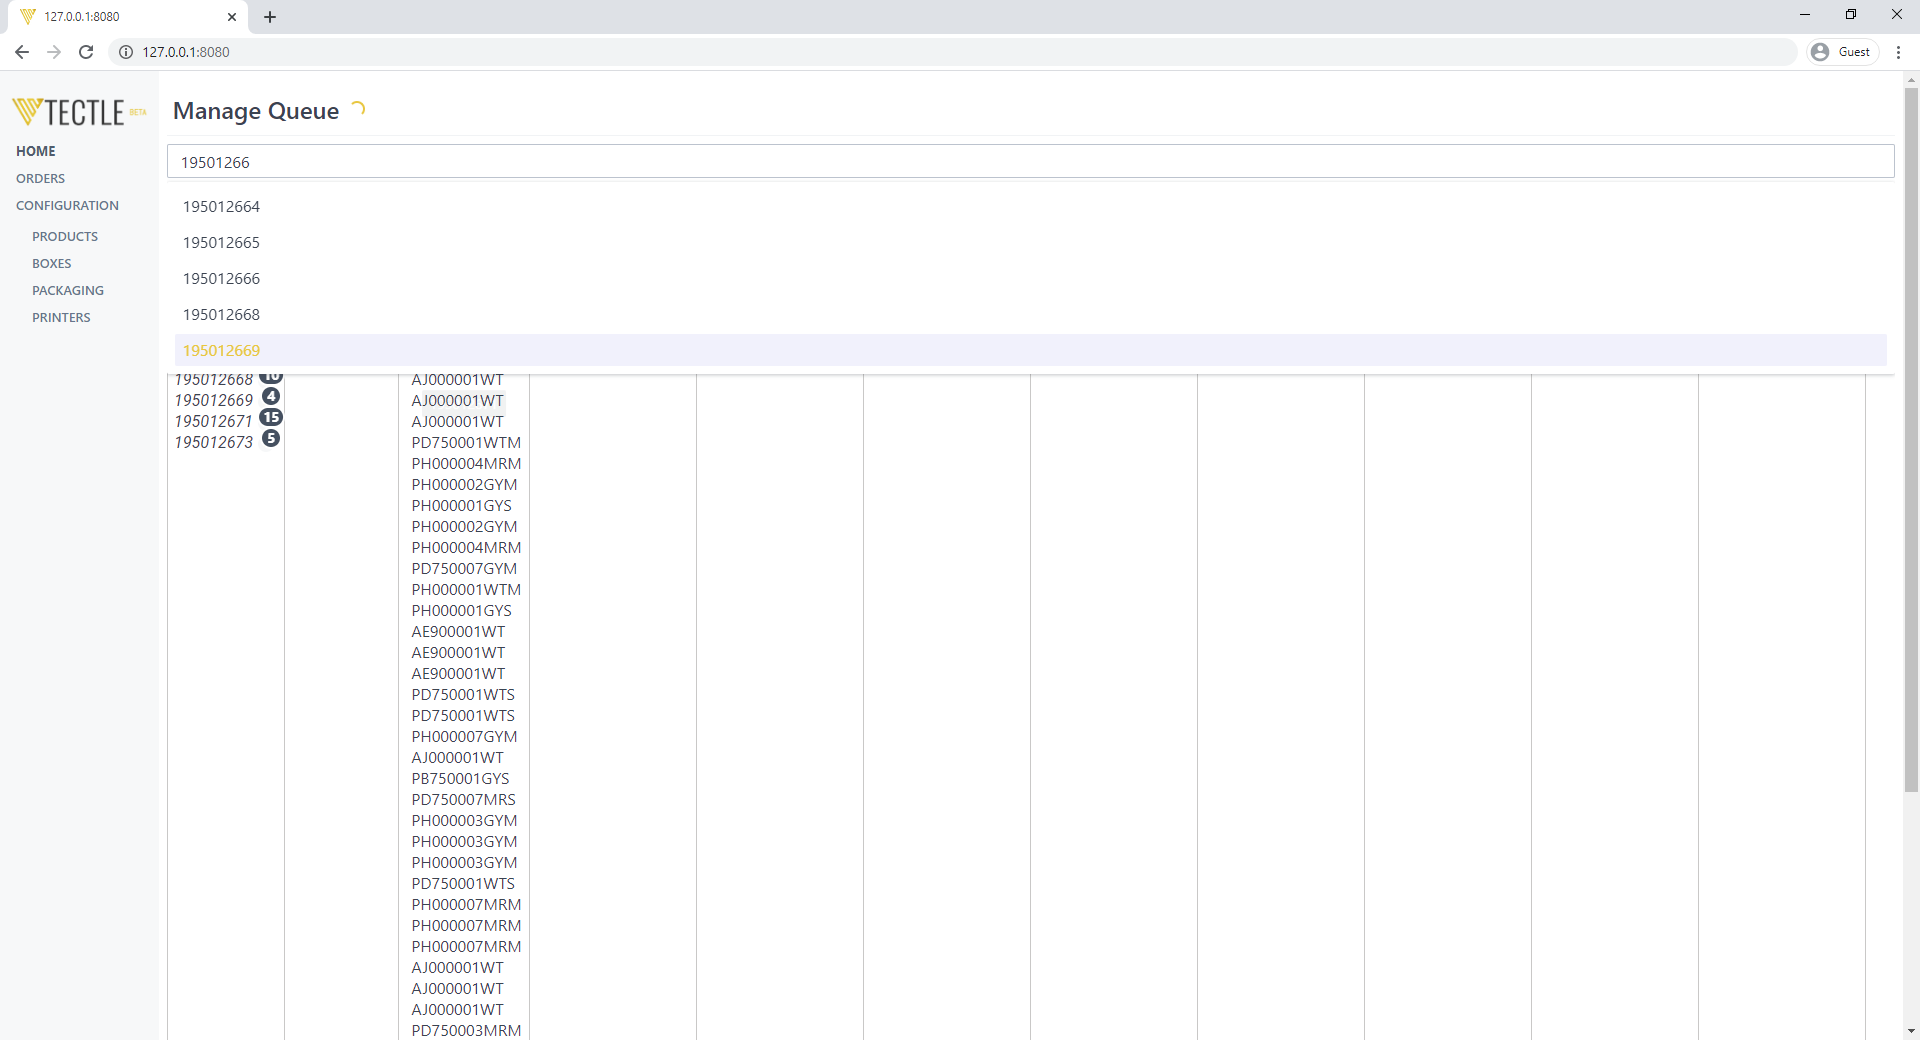 127.0.0.1:8080
127.0.0.1:8080
Guest
TECTLE BETA
HOME
ORDERS
CONFIGURATION
PRODUCTS
BOXES
PACKAGING
PRINTERS
Manage Queue
19501266
195012664
195012665
195012666
195012668
195012669
195012668 10 AJ000001WT
195012669 4 AJ000001WT
195012671 15 AJ000001WT
195012673 5 PD750001WTM
PH000004MRM
PH000002GYM
PH000001GYS
PH000002GYM
PH000004MRM
PD750007GYM
PH000001WTM
PH000001GYS
AE900001WT
AE900001WT
AE900001WT
PD750001WTS
PD750001WTS
PH000007GYM
AJ000001WT
PB750001GYS
PD750007MRS
PH000003GYM
PH000003GYM
PH000003GYM
PD750001WTS
PH000007MRM
PH000007MRM
PH000007MRM
AJ000001WT
AJ000001WT
AJ000001WT
PD750003MRM